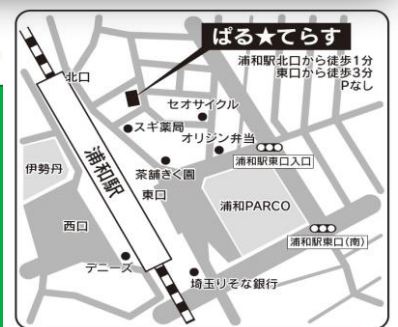 ぱる★てらす
浦和駅北口から徒歩1分
東口から徒歩3分
Pなし
北口
セオサイクル
スギ薬局
オリジン弁当
浦和駅東口入口
伊勢丹
浦和駅
茶舗きく園
東口
浦和PARCO
西口
浦和駅東口(南)
デニーズ
埼玉りそな銀行